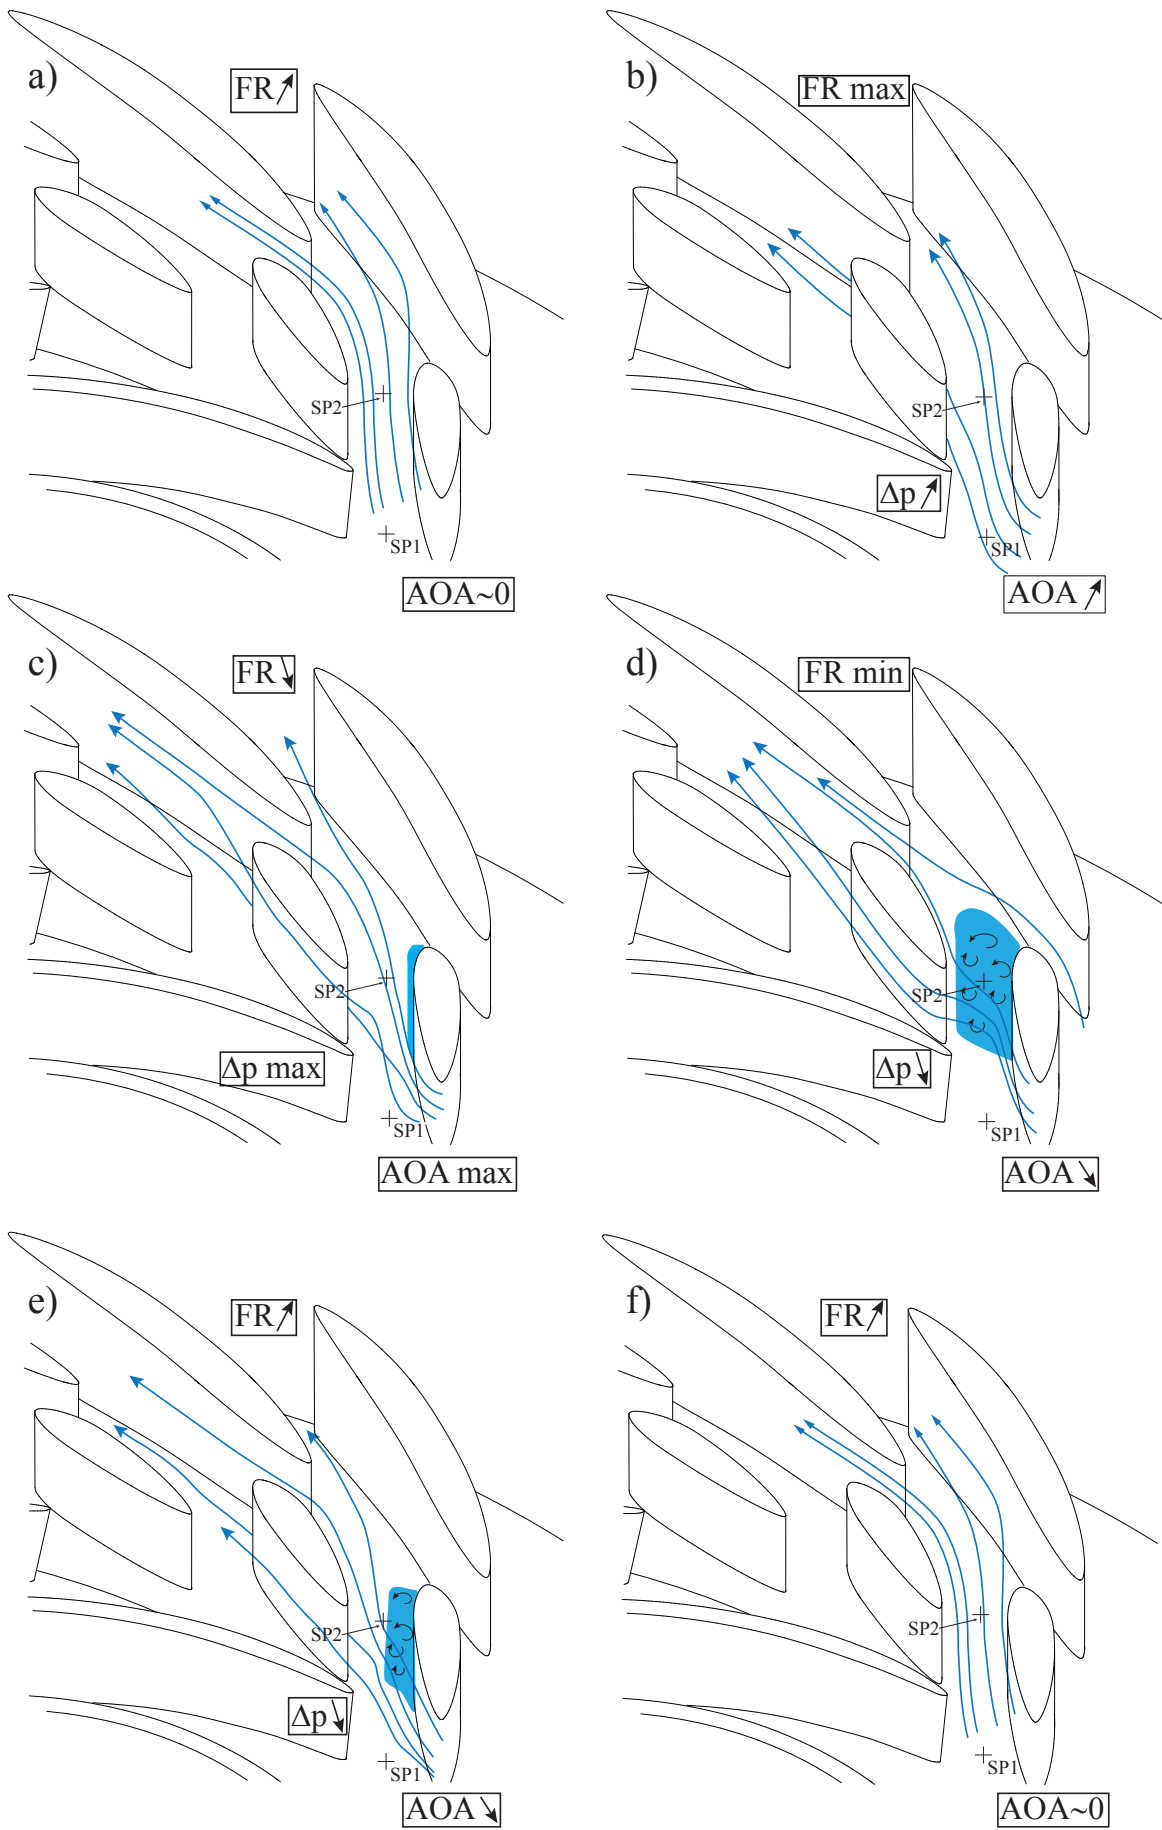 a)
FR↗
SP2
SP1
AOA~0
b)
FR max
SP2
Δp↗
SP1
AOA↗
c)
FR↘
SP2
Δp max
SP1
AOA max
d)
FR min
SP2
Δp↘
SP1
AOA↘
e)
FR↗
SP2
Δp↘
SP1
AOA↘
f)
FR↗
SP2
SP1
AOA~0